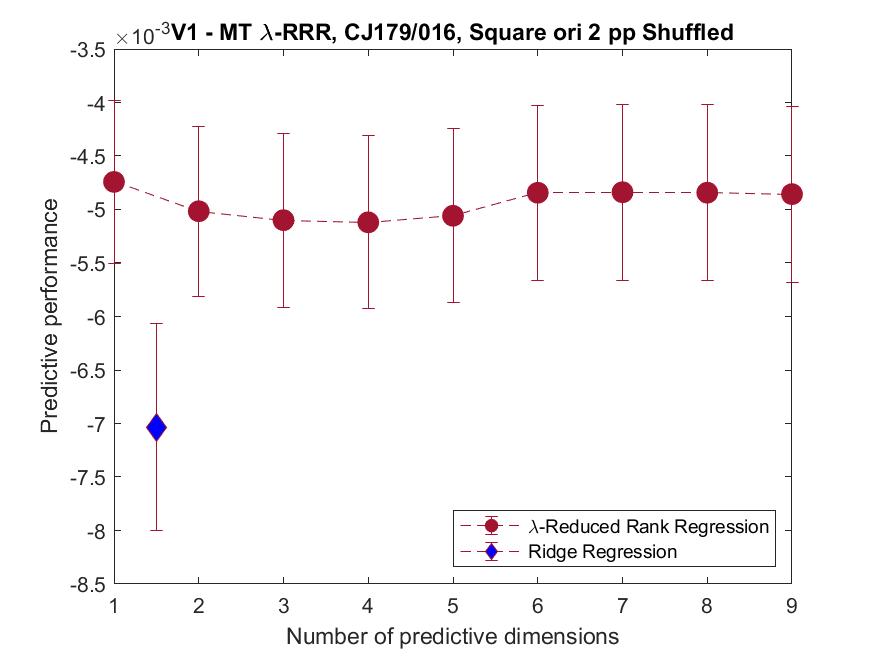 ×10-3
V1 - MT λ-RRR, CJ179/016, Square ori 2 pp Shuffled
-3.5
-4
-4.5
-5
-5.5
-6
-6.5
-7
-7.5
-8
-8.5
Predictive performance
λ-Reduced Rank Regression
Ridge Regression
1 2 3 4 5 6 7 8 9
Number of predictive dimensions